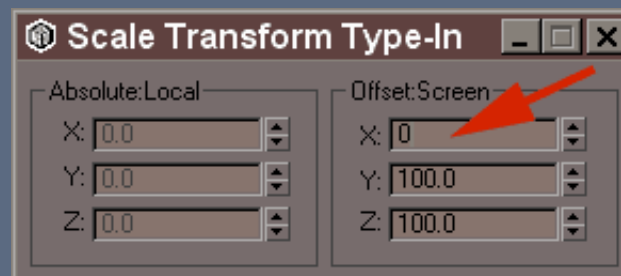 Scale Transform Type-In
Absolute:Local
X: 0.0
Y: 0.0
Z: 0.0
Offset:Screen
X: 0
Y: 100.0
Z: 100.0